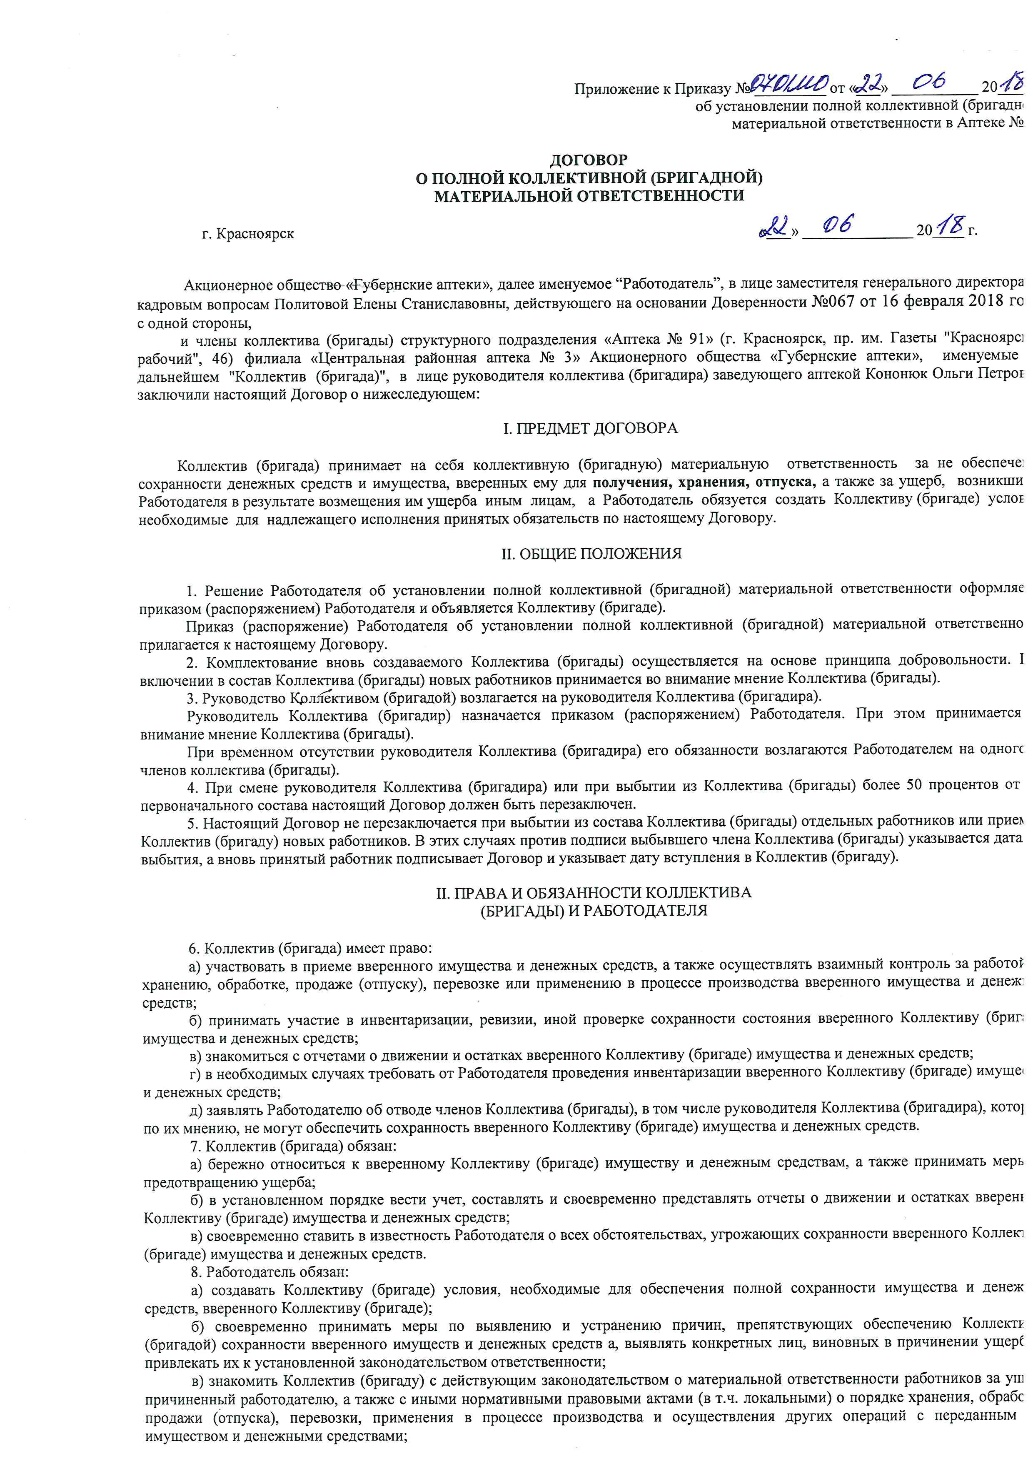 Приложение к Приказу № от «22» 06 2018
об установлении полной коллективной (бригадн
материальной ответственности в Аптеке №
ДОГОВОР
О ПОЛНОЙ КОЛЛЕКТИВНОЙ (БРИГАДНОЙ)
МАТЕРИАЛЬНОЙ ОТВЕТСТВЕННОСТИ
г. Красноярск «22» 06 2018 г.
Акционерное общество «Губернские аптеки», далее именуемое “Работодатель”, в лице заместителя генерального директора
кадровым вопросам Политовой Елены Станиславовны, действующего на основании Доверенности №067 от 16 февраля 2018 го
с одной стороны,
и члены коллектива (бригады) структурного подразделения «Аптека № 91» (г. Красноярск, пр. им. Газеты "Красноярс
рабочий", 46) филиала «Центральная районная аптека № 3» Акционерного общества «Губернские аптеки», именуемые
дальнейшем "Коллектив (бригада)", в лице руководителя коллектива (бригадира) заведующего аптекой Кононюк Ольги Петров
заключили настоящий Договор о нижеследующем:
I. ПРЕДМЕТ ДОГОВОРА
Коллектив (бригада) принимает на себя коллективную (бригадную) материальную ответственность за не обеспече
сохранности денежных средств и имущества, вверенных ему для получения, хранения, отпуска, а также за ущерб, возникши
Работодателя в результате возмещения им ущерба иным лицам, а Работодатель обязуется создать Коллективу (бригаде) услов
необходимые для надлежащего исполнения принятых обязательств по настоящему Договору.
II. ОБЩИЕ ПОЛОЖЕНИЯ
1. Решение Работодателя об установлении полной коллективной (бригадной) материальной ответственности оформляе
приказом (распоряжением) Работодателя и объявляется Коллективу (бригаде).
Приказ (распоряжение) Работодателя об установлении полной коллективной (бригадной) материальной ответственно
прилагается к настоящему Договору.
2. Комплектование вновь создаваемого Коллектива (бригады) осуществляется на основе принципа добровольности.
включении в состав Коллектива (бригады) новых работников принимается во внимание мнение Коллектива (бригады).
3. Руководство Коллективом (бригадой) возлагается на руководителя Коллектива (бригадира).
Руководитель Коллектива (бригадир) назначается приказом (распоряжением) Работодателя. При этом принимается
внимание мнение Коллектива (бригады).
При временном отсутствии руководителя Коллектива (бригадира) его обязанности возлагаются Работодателем на одного
членов коллектива (бригады).
4. При смене руководителя Коллектива (бригадира) или при выбытии из Коллектива (бригады) более 50 процентов от
первоначального состава настоящий Договор должен быть перезаключен.
5. Настоящий Договор не перезаключается при выбытии из состава Коллектива (бригады) отдельных работников или прием
Коллектив (бригаду) новых работников. В этих случаях против подписи выбывшего члена Коллектива (бригады) указывается дата
выбытия, а вновь принятый работник подписывает Договор и указывает дату вступления в Коллектив (бригаду).
II. ПРАВА И ОБЯЗАННОСТИ КОЛЛЕКТИВА
(БРИГАДЫ) И РАБОТОДАТЕЛЯ
6. Коллектив (бригада) имеет право:
а) участвовать в приеме вверенного имущества и денежных средств, а также осуществлять взаимный контроль за работой
хранению, обработке, продаже (отпуску), перевозке или применению в процессе производства вверенного имущества и денеж
средств;
б) принимать участие в инвентаризации, ревизии, иной проверке сохранности состояния вверенного Коллективу (брига
имущества и денежных средств;
в) знакомиться с отчетами о движении и остатках вверенного Коллективу (бригаде) имущества и денежных средств;
г) в необходимых случаях требовать от Работодателя проведения инвентаризации вверенного Коллективу (бригаде) имуще
и денежных средств;
д) заявлять Работодателю об отводе членов Коллектива (бригады), в том числе руководителя Коллектива (бригадира), котор
по их мнению, не могут обеспечить сохранность вверенного Коллективу (бригаде) имущества и денежных средств.
7. Коллектив (бригада) обязан:
а) бережно относиться к вверенному Коллективу (бригаде) имуществу и денежным средствам, а также принимать меры
предотвращению ущерба;
б) в установленном порядке вести учет, составлять и своевременно представлять отчеты о движении и остатках вверенн
Коллективу (бригаде) имущества и денежных средств;
в) своевременно ставить в известность Работодателя о всех обстоятельствах, угрожающих сохранности вверенного Коллект
(бригаде) имущества и денежных средств.
8. Работодатель обязан:
а) создавать Коллективу (бригаде) условия, необходимые для обеспечения полной сохранности имущества и денеж
средств, вверенного Коллективу (бригаде);
б) своевременно принимать меры по выявлению и устранению причин, препятствующих обеспечению Коллекти
(бригадой) сохранности вверенного имуществ и денежных средств а, выявлять конкретных лиц, виновных в причинении ущерб
привлекать их к установленной законодательством ответственности;
в) знакомить Коллектив (бригаду) с действующим законодательством о материальной ответственности работников за ущ
причиненный работодателю, а также с иными нормативными правовыми актами (в т.ч. локальными) о порядке хранения, обрабо
продажи (отпуска), перевозки, применения в процессе производства и осуществления других операций с переданным
имуществом и денежными средствами;